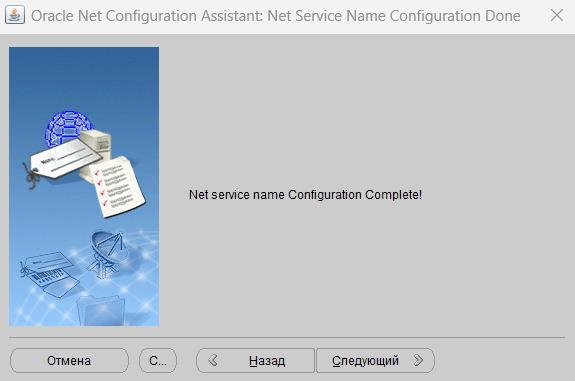 Oracle Net Configuration Assistant: Net Service Name Configuration Done
Net service name Configuration Complete!
Отмена
С...
Назад
Следующий